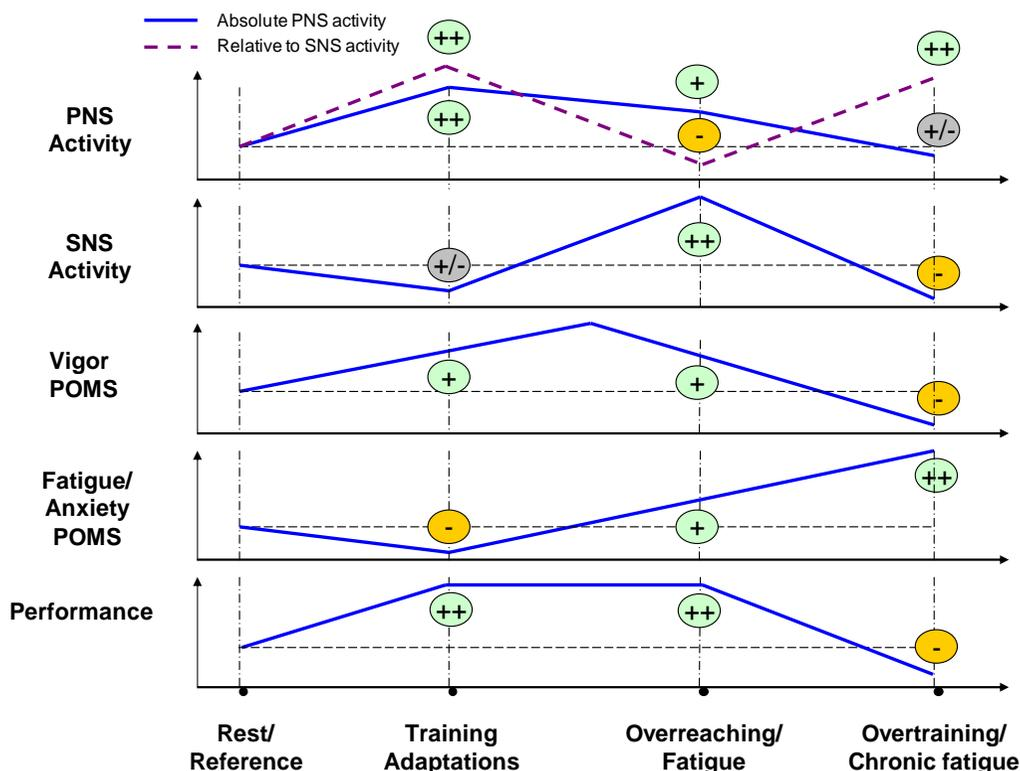 Absolute PNS activity
Relative to SNS activity
++
++
+
++
PNS
Activity
++
-
+/-
SNS
Activity
+/-
++
-
Vigor
POMS
+
+
-
Fatigue/
Anxiety
POMS
-
+
++
Performance
++
++
-
Rest/
Reference
Training
Adaptations
Overreaching/
Fatigue
Overtraining/
Chronic fatigue